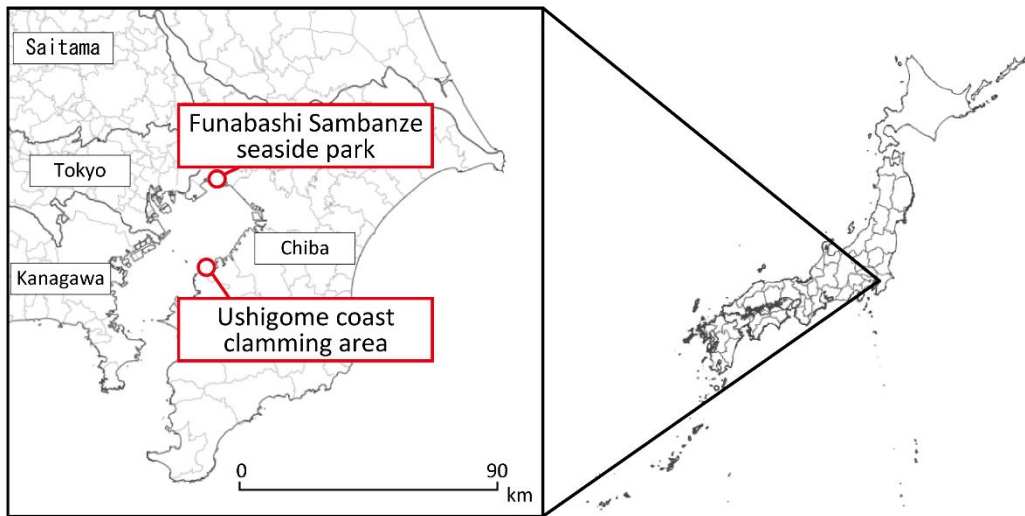 Saitama
Funabashi Sambanze
seaside park
Tokyo
Chiba
Kanagawa
Ushigome coast
clamming area
0
90
km